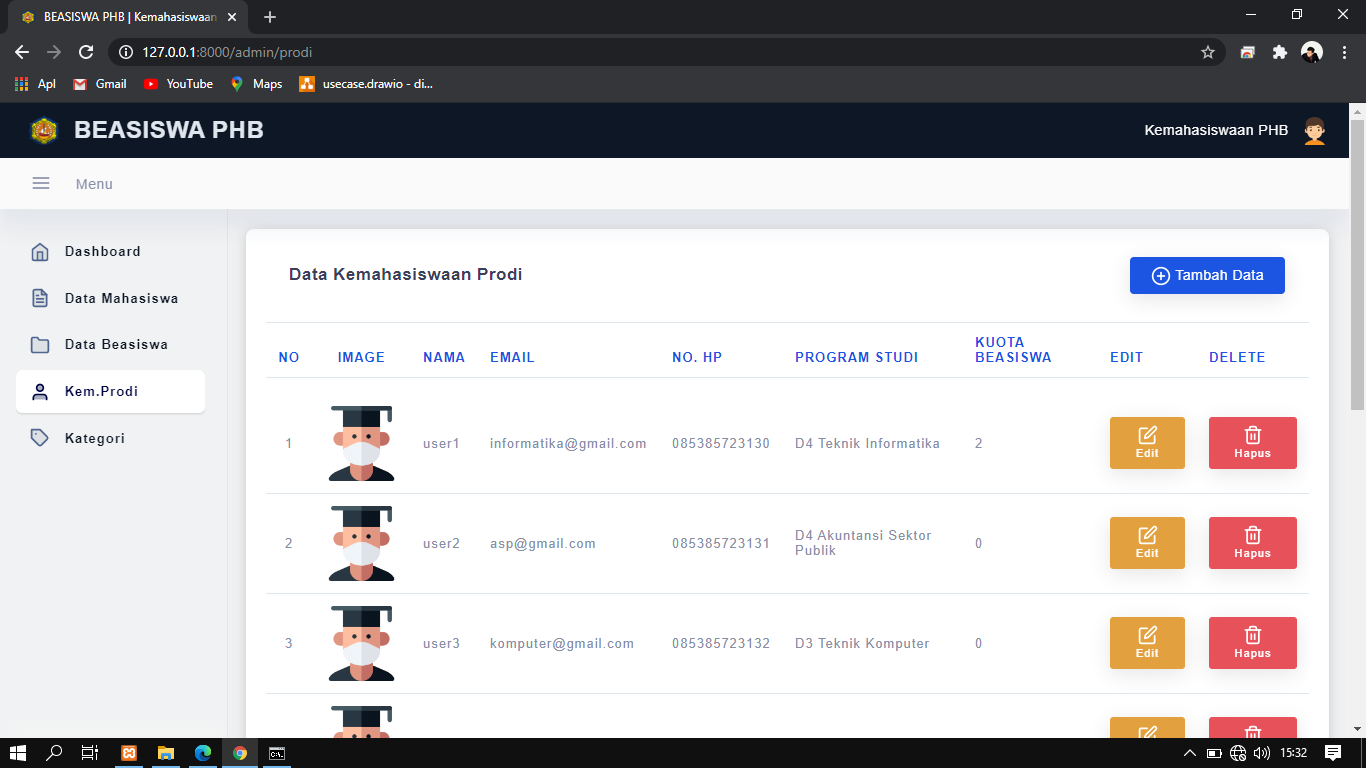 BEASISWA PHB | Kemahasiswaan
127.0.0.1:8000/admin/prodi
Apl Gmail YouTube Maps usecase.drawio - di...
BEASISWA PHB
Kemahasiswaan PHB
Menu
Dashboard
Data Mahasiswa
Data Beasiswa
Kem.Prodi
Kategori
Data Kemahasiswaan Prodi
Tambah Data
NO IMAGE NAMA EMAIL NO. HP PROGRAM STUDI KUOTA BEASISWA EDIT DELETE
1 user1 informatika@gmail.com 085385723130 D4 Teknik Informatika 2 Edit Hapus
2 user2 asp@gmail.com 085385723131 D4 Akuntansi Sektor Publik 0 Edit Hapus
3 user3 komputer@gmail.com 085385723132 D3 Teknik Komputer 0 Edit Hapus
15:32